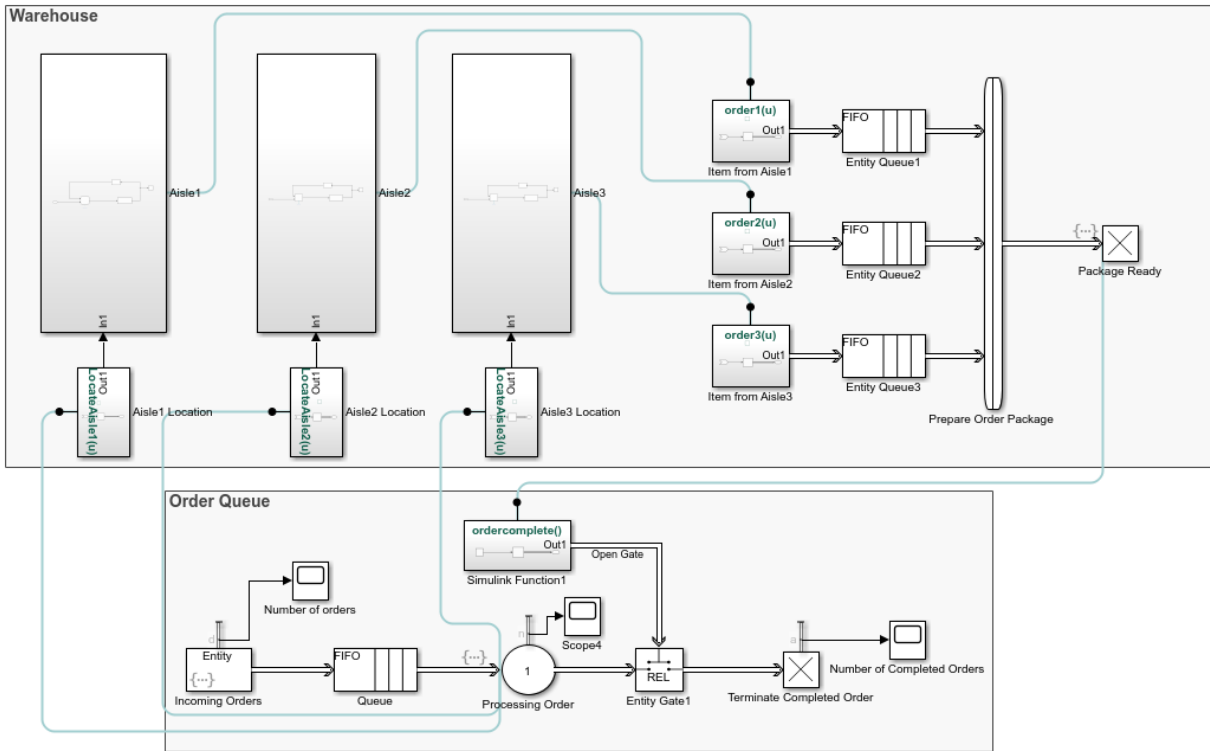 Warehouse
Aisle1
Aisle2
Aisle3
In1
In1
In1
Out1
LocateAisle1(u)
Aisle1 Location
Out1
LocateAisle2(u)
Aisle2 Location
Out1
LocateAisle3(u)
Aisle3 Location
order1(u)
Out1
Item from Aisle1
FIFO
Entity Queue1
order2(u)
Out1
Item from Aisle2
FIFO
Entity Queue2
order3(u)
Out1
Item from Aisle3
FIFO
Entity Queue3
Prepare Order Package
{···}
Package Ready
Order Queue
ordercomplete()
Out1
Simulink Function1
Open Gate
Number of orders
d
Entity
{···}
Incoming Orders
FIFO
Queue
{···}
n
Scope4
1
Processing Order
REL
Entity Gate1
a
Number of Completed Orders
Terminate Completed Order